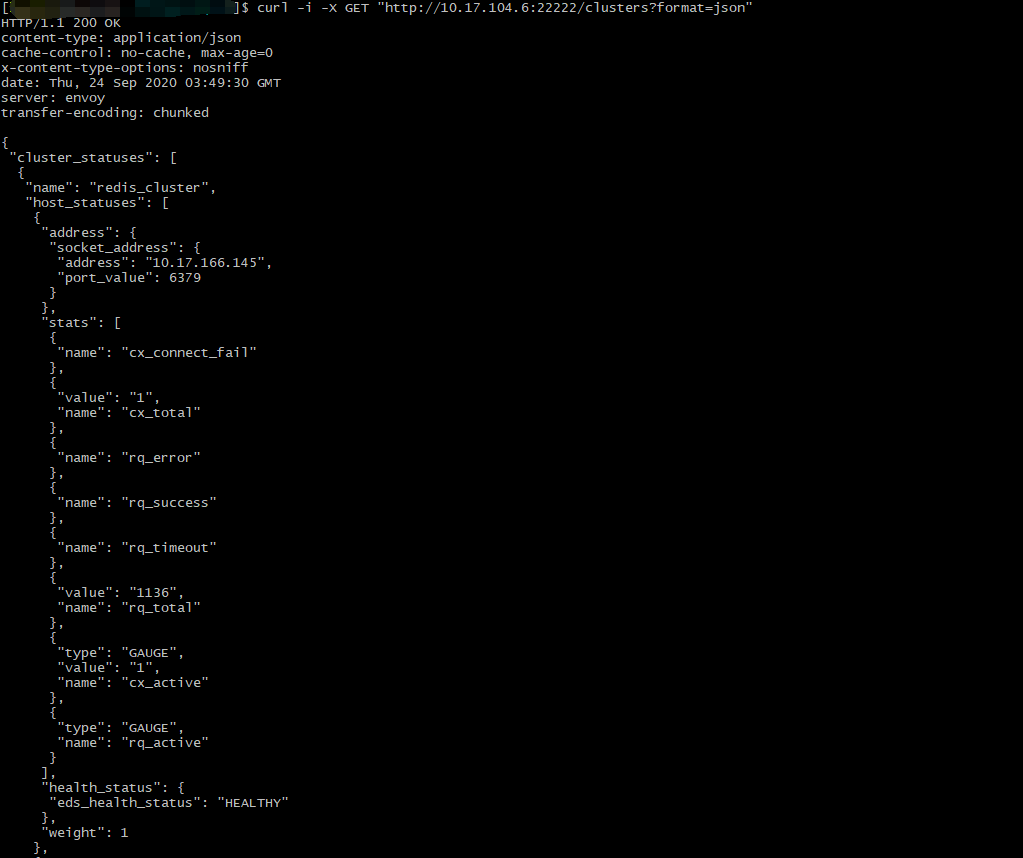 [ ]$ curl -i -X GET "http://10.17.104.6:22222/clusters?format=json"
HTTP/1.1 200 OK
content-type: application/json
cache-control: no-cache, max-age=0
x-content-type-options: nosniff
date: Thu, 24 Sep 2020 03:49:30 GMT
server: envoy
transfer-encoding: chunked

{
 "cluster_statuses": [
  {
   "name": "redis_cluster",
   "host_statuses": [
    {
     "address": {
      "socket_address": {
       "address": "10.17.166.145",
       "port_value": 6379
      }
     },
     "stats": [
      {
       "name": "cx_connect_fail"
      },
      {
       "value": "1",
       "name": "cx_total"
      },
      {
       "name": "rq_error"
      },
      {
       "name": "rq_success"
      },
      {
       "name": "rq_timeout"
      },
      {
       "value": "1136",
       "name": "rq_total"
      },
      {
       "type": "GAUGE",
       "value": "1",
       "name": "cx_active"
      },
      {
       "type": "GAUGE",
       "name": "rq_active"
      }
     ],
     "health_status": {
      "eds_health_status": "HEALTHY"
     },
     "weight": 1
    },